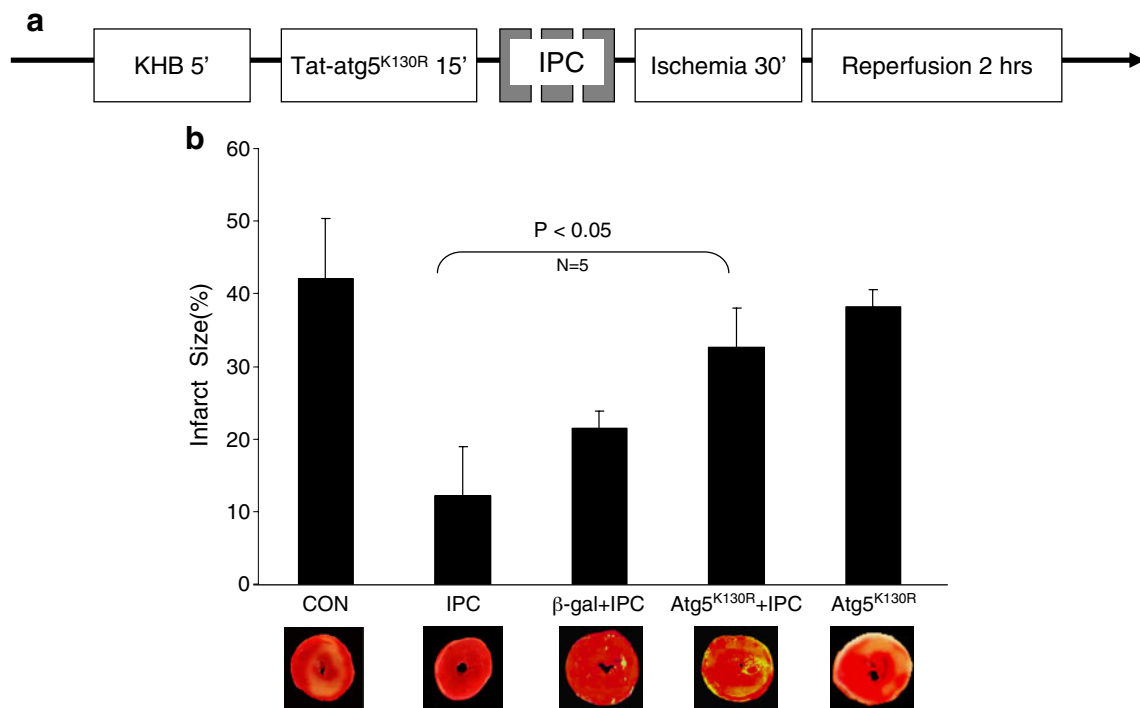 a
KHB 5’
Tat-atg5K130R 15’
IPC
Ischemia 30’
Reperfusion 2 hrs
b
60
50
40
30
20
10
0
Infarct Size(%)
P < 0.05
N=5
CON
IPC
β-gal+IPC
Atg5K130R+IPC
Atg5K130R